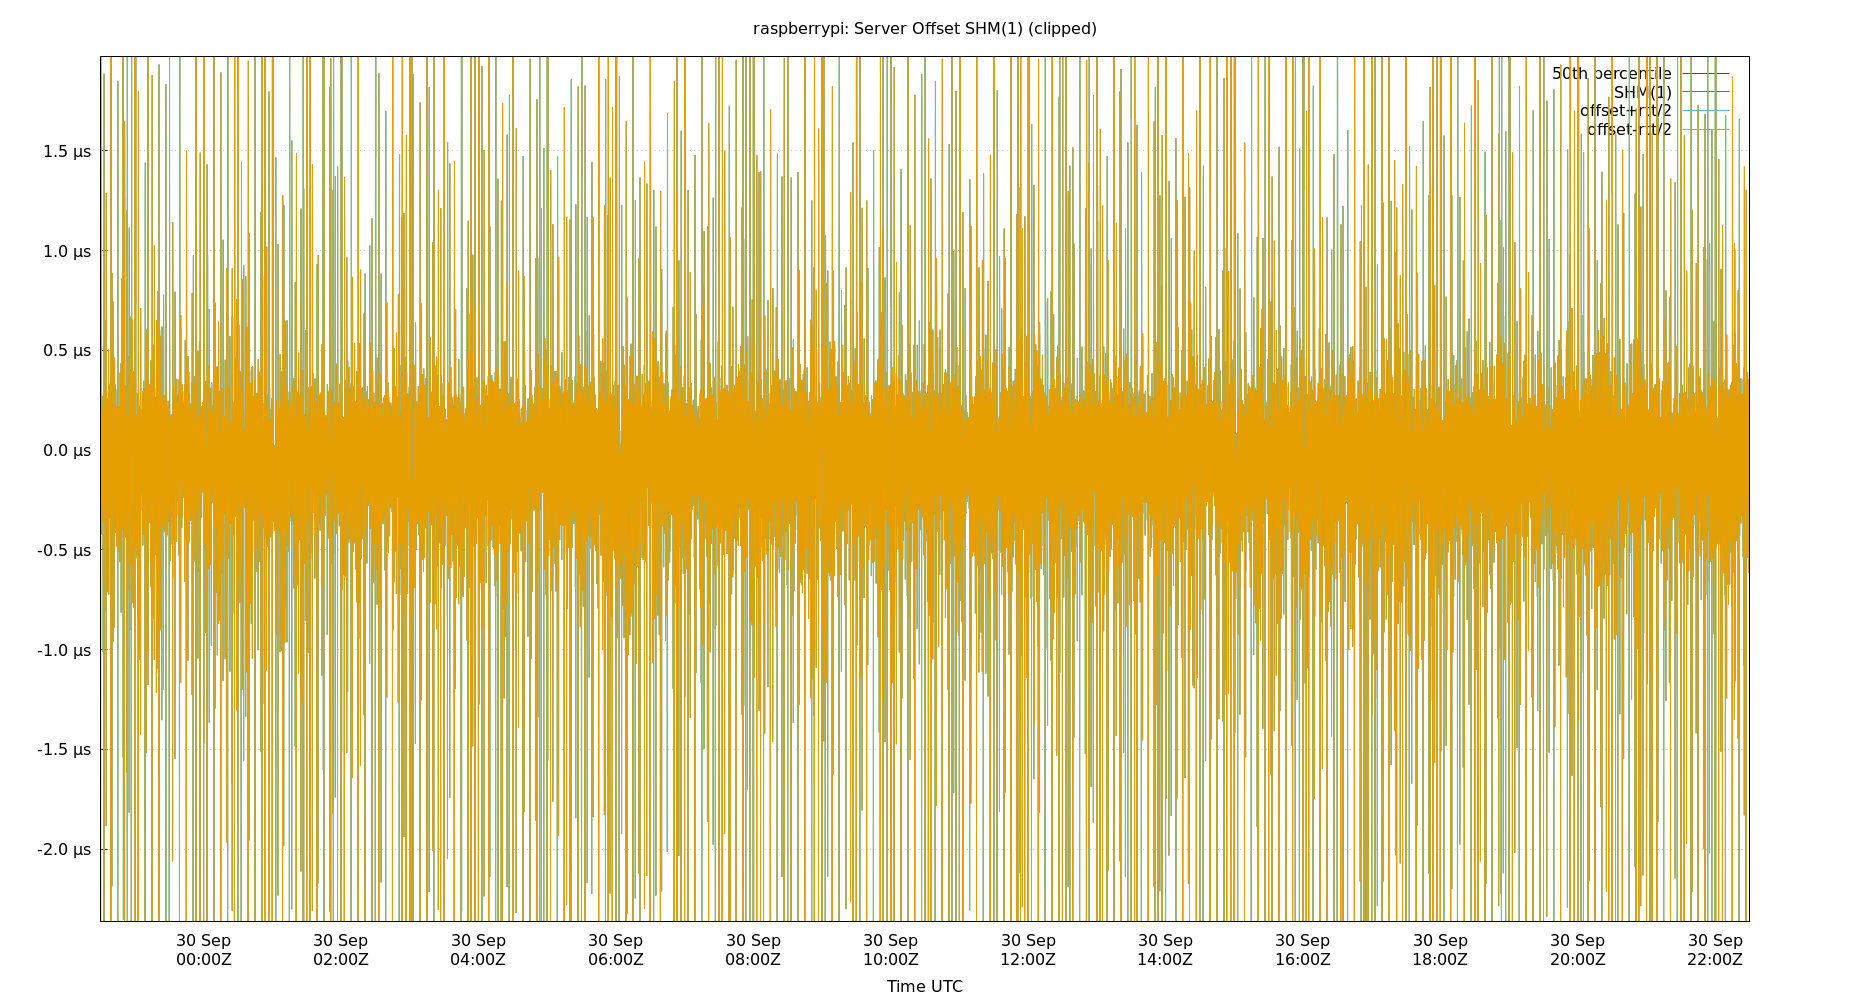 raspberrypi: Server Offset SHM(1) (clipped)
50th percentile
SHM(1)
offset+rtt/2
offset-rtt/2
1.5 µs
1.0 µs
0.5 µs
0.0 µs
-0.5 µs
-1.0 µs
-1.5 µs
-2.0 µs
30 Sep 30 Sep 30 Sep 30 Sep 30 Sep 30 Sep 30 Sep 30 Sep 30 Sep 30 Sep 30 Sep 30 Sep
00:00Z 02:00Z 04:00Z 06:00Z 08:00Z 10:00Z 12:00Z 14:00Z 16:00Z 18:00Z 20:00Z 22:00Z
Time UTC